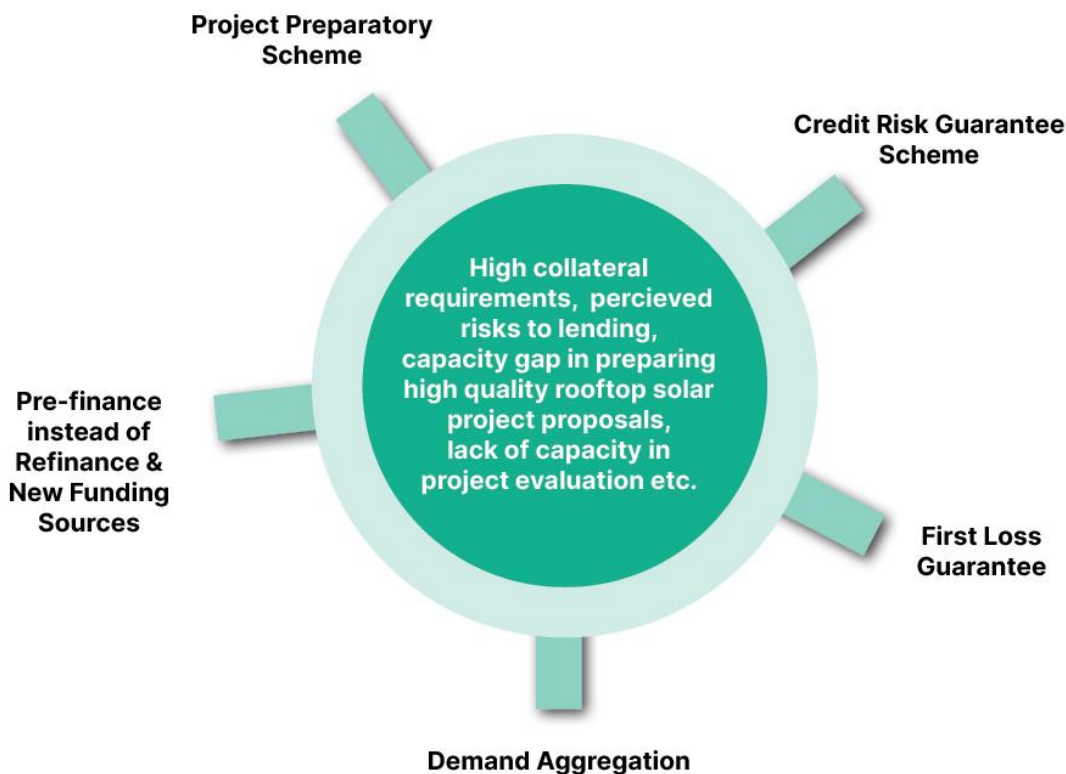 Project Preparatory
Scheme
Credit Risk Guarantee
Scheme
High collateral
requirements, percieved
risks to lending,
capacity gap in preparing
high quality rooftop solar
project proposals,
lack of capacity in
project evaluation etc.
Pre-finance
instead of
Refinance &
New Funding
Sources
First Loss
Guarantee
Demand Aggregation